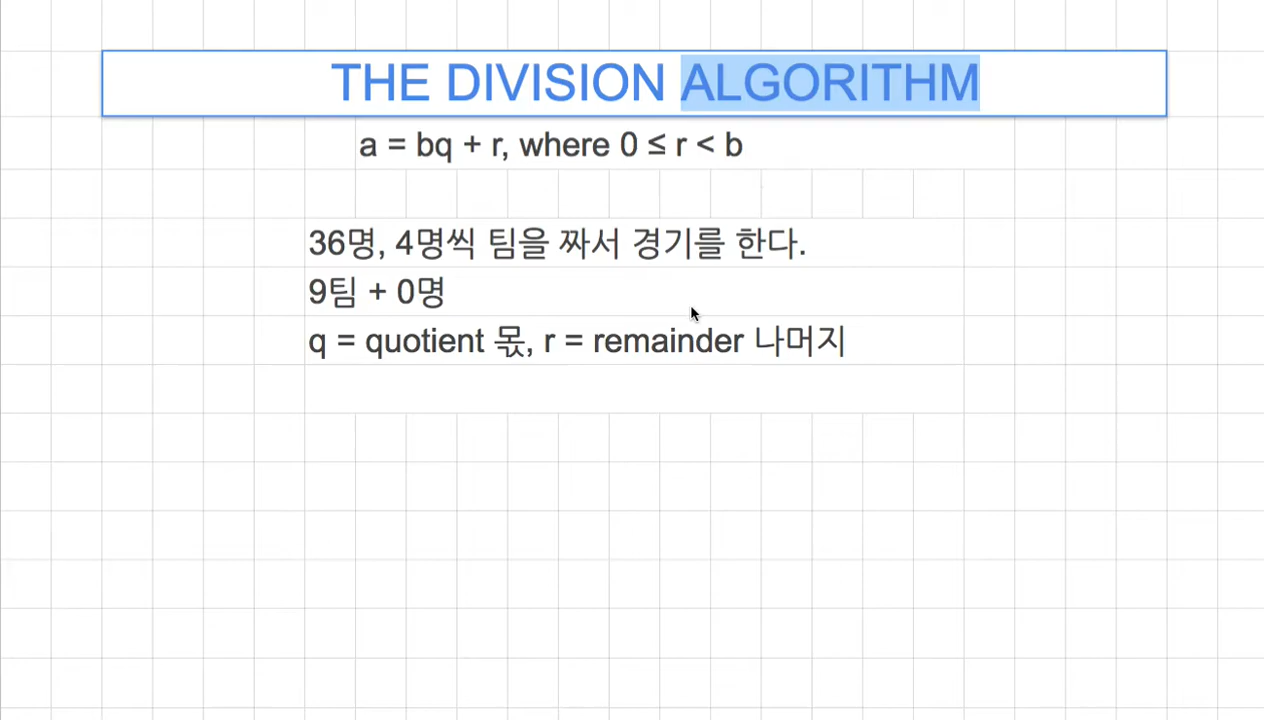 THE DIVISION ALGORITHM
a = bq + r, where 0 ≤ r < b
36명, 4명씩 팀을 짜서 경기를 한다.
9팀 + 0명
q = quotient 몫, r = remainder 나머지